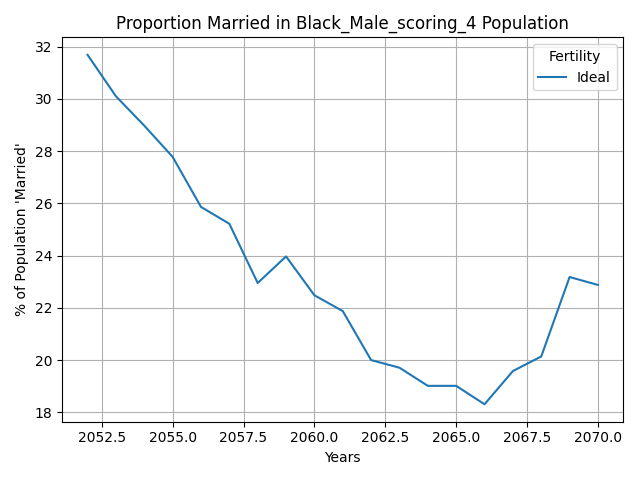 Proportion Married in Black_Male_scoring_4 Population
32
30
28
26
24
22
20
18
% of Population 'Married'
Fertility
Ideal
2052.5 2055.0 2057.5 2060.0 2062.5 2065.0 2067.5 2070.0
Years